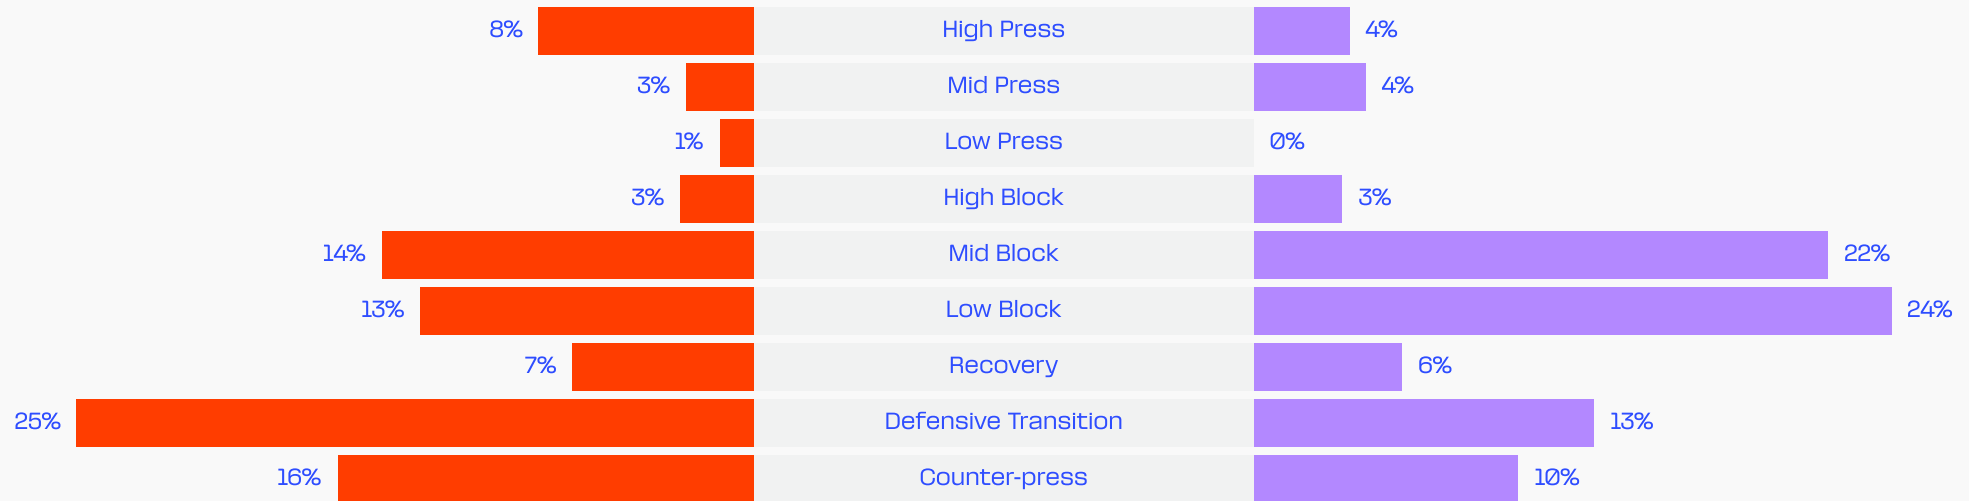 8% High Press 4%
3% Mid Press 4%
1% Low Press 0%
3% High Block 3%
14% Mid Block 22%
13% Low Block 24%
7% Recovery 6%
25% Defensive Transition 13%
16% Counter-press 10%